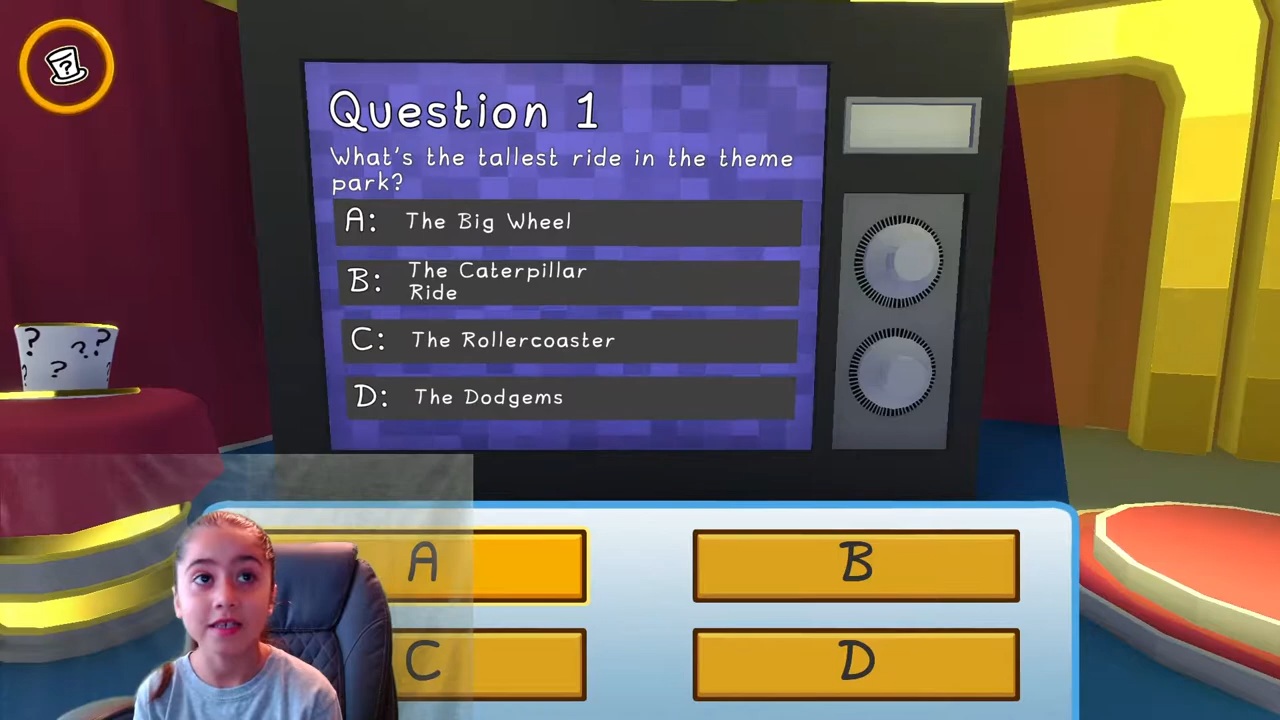 Question 1
What's the tallest ride in the theme
park?
A: The Big Wheel
B: The Caterpillar
Ride
C: The Rollercoaster
D: The Dodgems
A
B
C
D